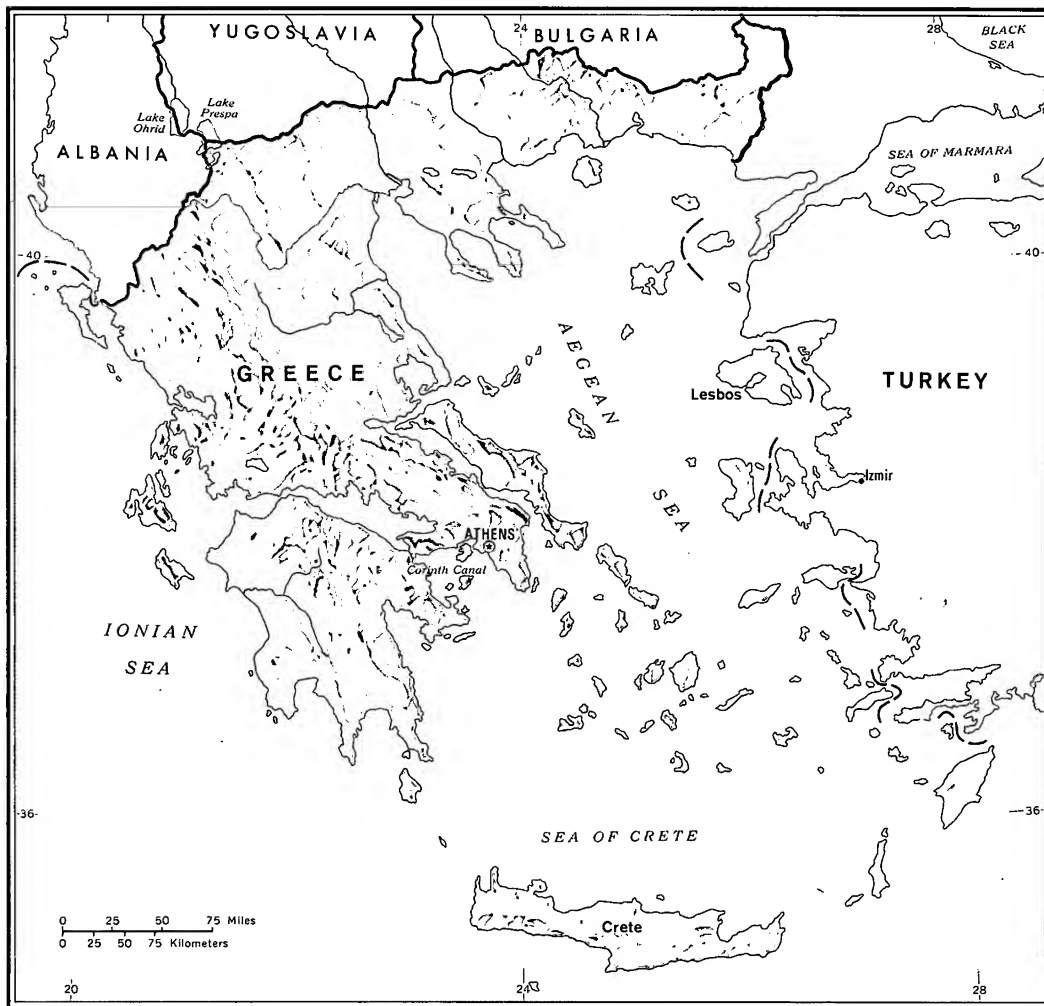 24
28
YUGOSLAVIA
BULGARIA
BLACK
SEA
Lake
Prespa
Lake
Ohrid
ALBANIA
SEA OF MARMARA
40
40
AEGEAN
SEA
GREECE
TURKEY
Lesbos
Izmir
ATHENS
Corinth Canal
IONIAN
SEA
36
36
SEA OF CRETE
0 25 50 75 Miles
0 25 50 75 Kilometers
Crete
20
24
28